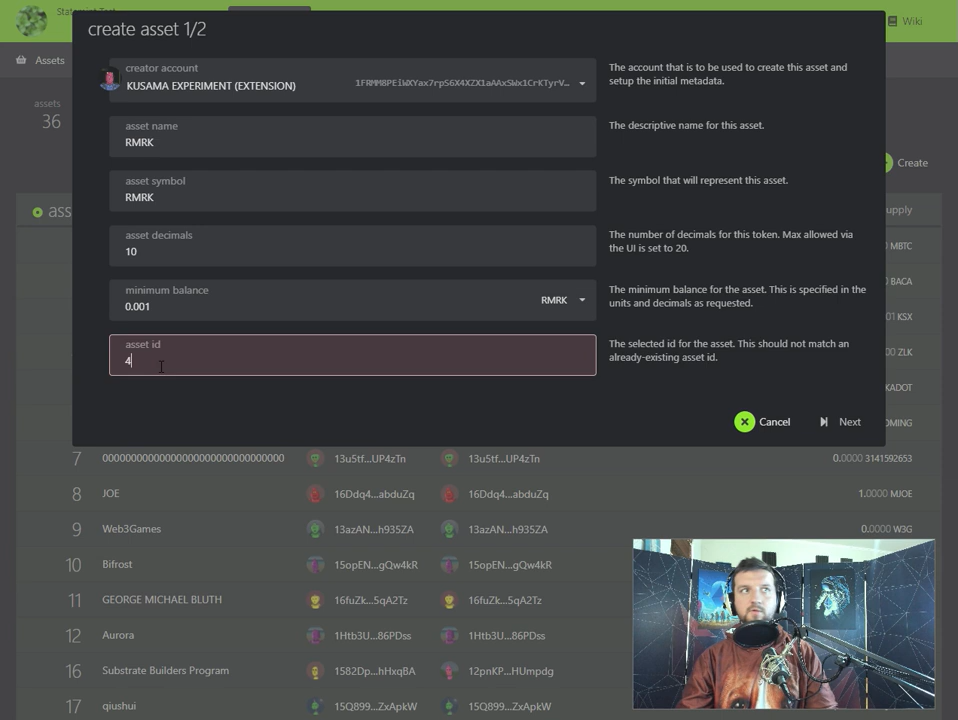 Statemint Test
create asset 1/2
Wiki
Assets
creator account
KUSAMA EXPERIMENT (EXTENSION)
1FRMM8PEiWXYax7rpS6X4XZX1aAAxSWx1CrKTyrV…
The account that is to be used to create this asset and
setup the initial metadata.
assets
36
asset name
RMRK
The descriptive name for this asset.
Create
asset symbol
RMRK
The symbol that will represent this asset.
ass
upply
asset decimals
10
The number of decimals for this token. Max allowed via
the UI is set to 20.
MBTC
BACA
minimum balance
0.001
RMRK
The minimum balance for the asset. This is specified in the
units and decimals as requested.
KSX
asset id
4
The selected id for the asset. This should not match an
already-existing asset id.
ZLK
KADOT
Cancel
Next
OMING
7 00000000000000000000000000000000 13u5tf...UP4zTn 13u5tf...UP4zTn 0.0000 3141592653
8 JOE 16Ddq4...abduZq 16Ddq4...abduZq 1.0000 MJOE
9 Web3Games 13azAN...h935ZA 13azAN...h935ZA 0.0000 W3G
10 Bifrost 15opEN...gQw4kR 15opEN...gQw4kR
11 GEORGE MICHAEL BLUTH 16fuZk...5qA2Tz 16fuZk...5qA2Tz
12 Aurora 1Htb3U...86PDss 1Htb3U...86PDss
16 Substrate Builders Program 1582Dp...hHxqBA 12pnKP...HUmpdg
17 qiushui 15Q899...ZxApkW 15Q899...ZxApkW